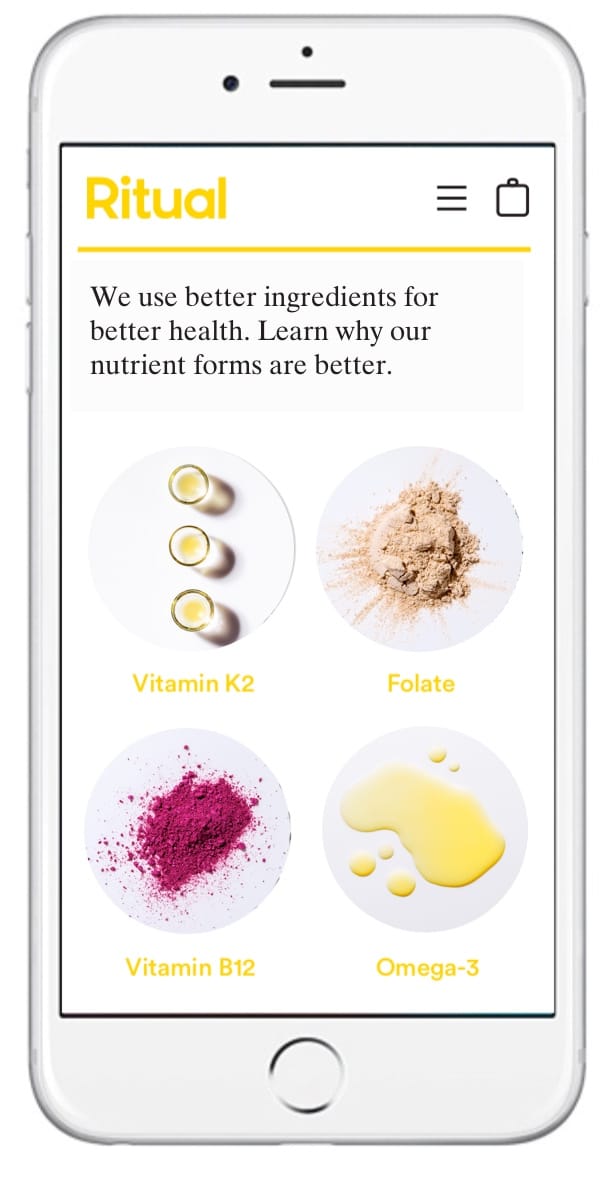 Ritual
We use better ingredients for
better health. Learn why our
nutrient forms are better.
Vitamin K2
Folate
Vitamin B12
Omega-3